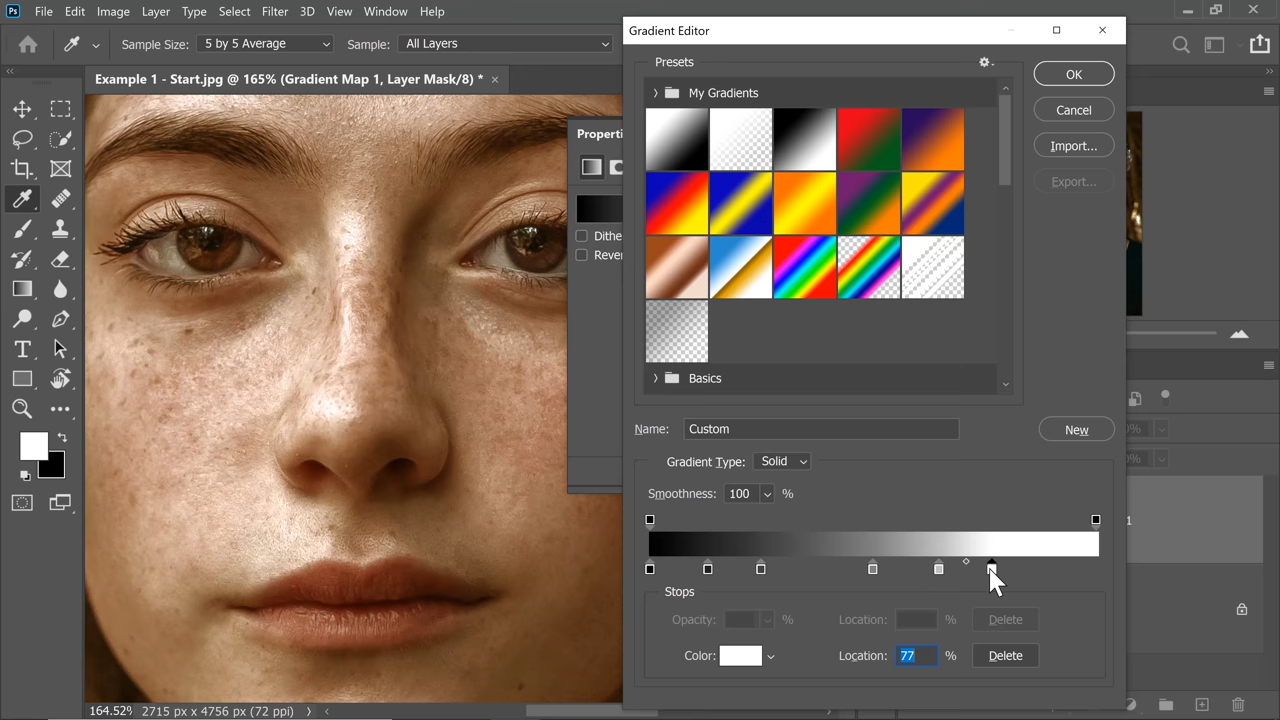 Ps File Edit Image Layer Type Select Filter 3D View Window Help
Sample Size: 5 by 5 Average Sample: All Layers
Example 1 - Start.jpg @ 165% (Gradient Map 1, Layer Mask/8) * ×
Gradient Editor
Presets
My Gradients
OK
Cancel
Import...
Export...
Properti
Dithe
Rever
Basics
Name: Custom
New
Gradient Type: Solid
Smoothness: 100 %
1
Stops
Opacity: % Location: % Delete
Color: Location: 77 % Delete
164.52% 2715 px x 4756 px (72 ppi)